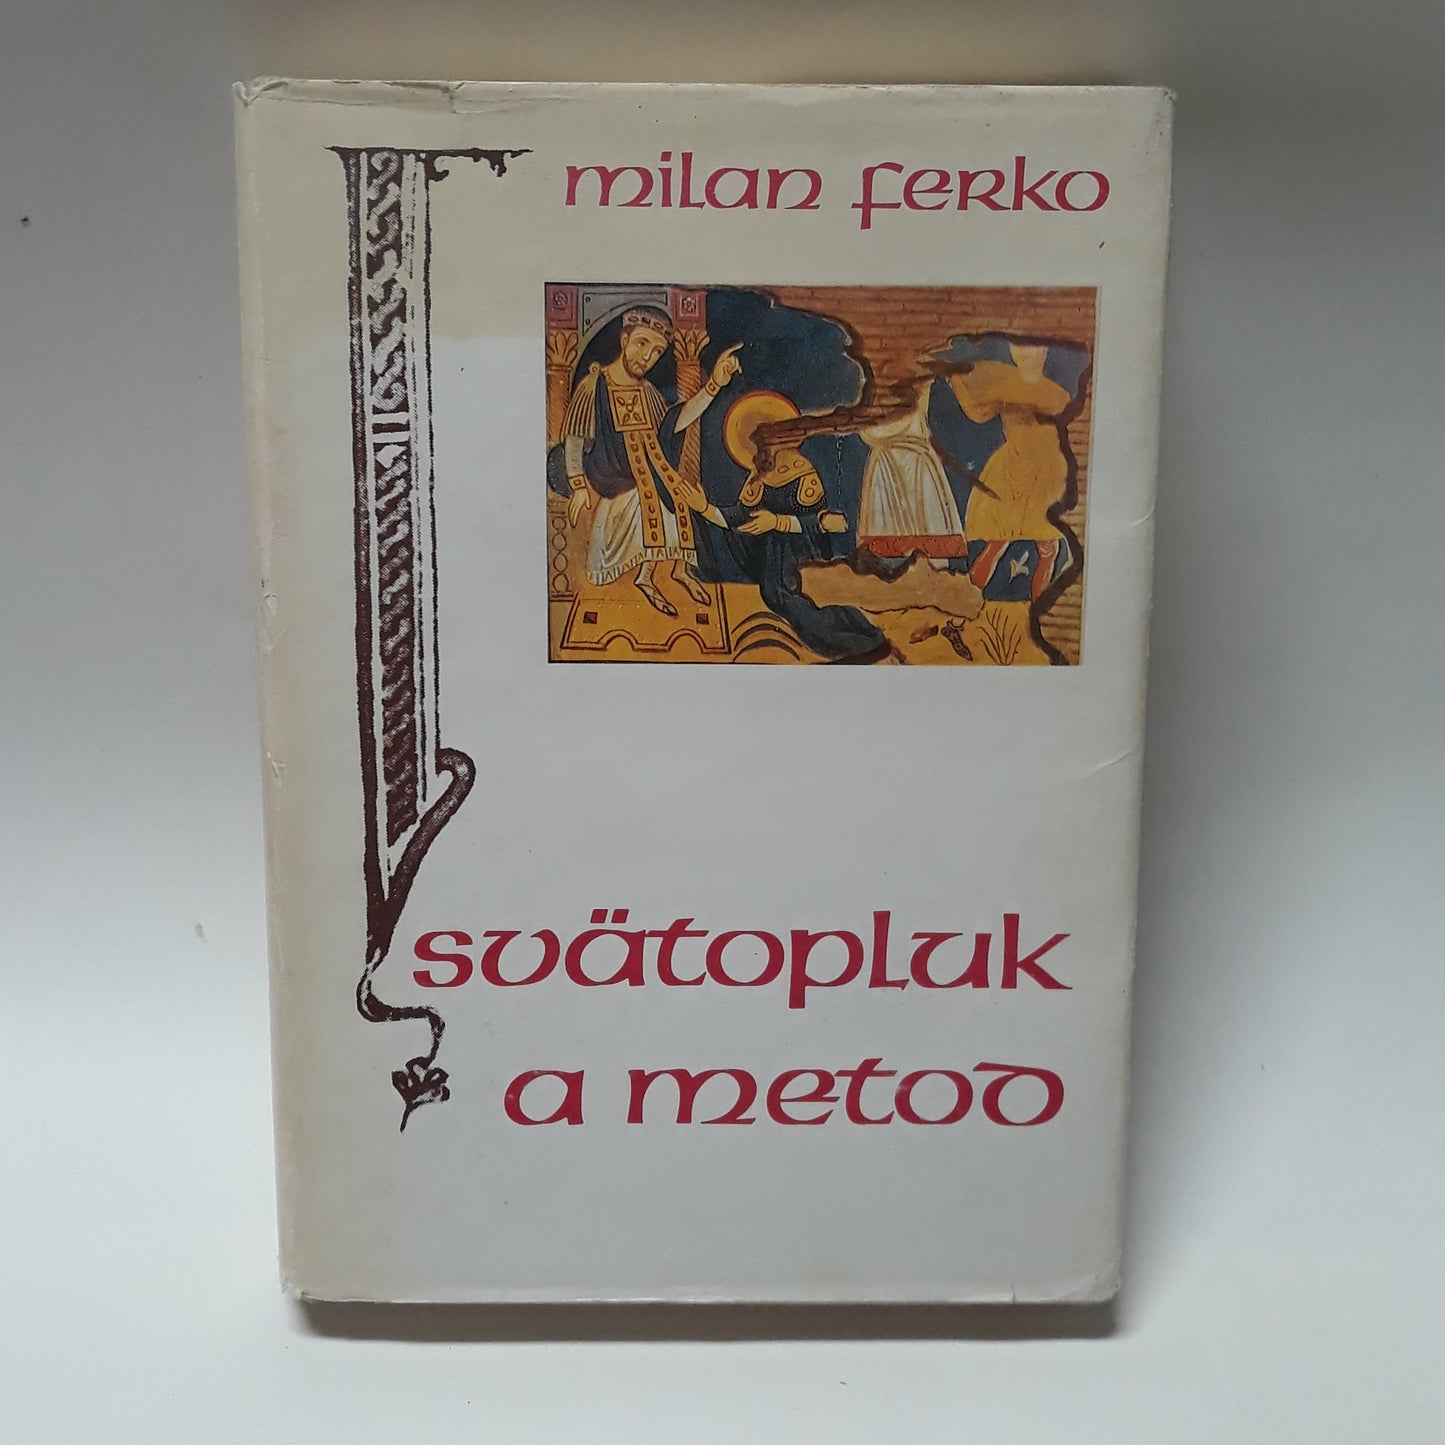 milan ferko
svätopluk
a metod